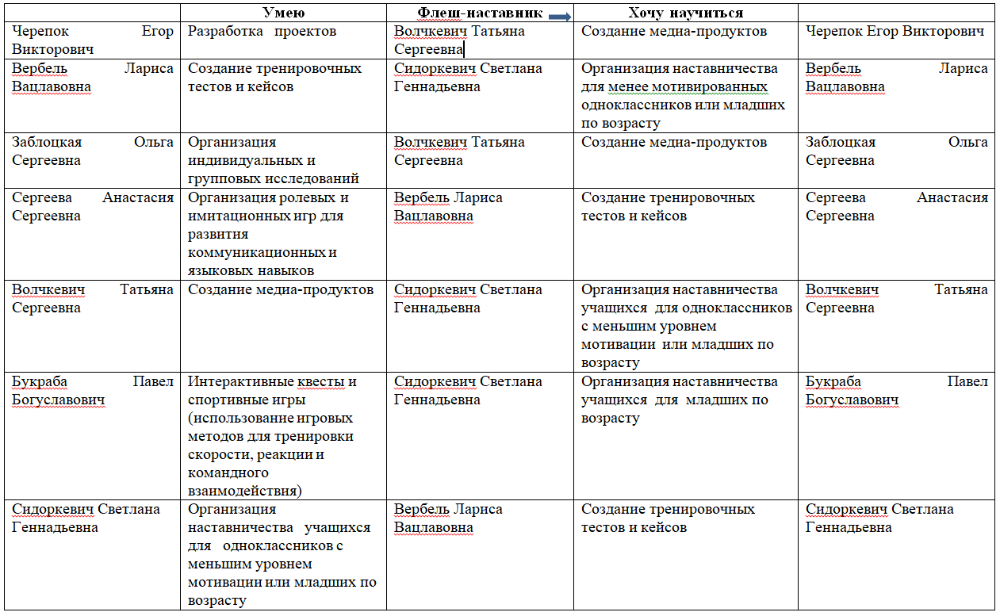 Умею
Флеш-наставник
Хочу научиться
Черепок Егор
Викторович
Разработка проектов
Волчкевич Татьяна
Сергеевна
Создание медиа-продуктов
Черепок Егор Викторович
Вербель Лариса
Вацлавовна
Создание тренировочных
тестов и кейсов
Сидоркевич Светлана
Геннадьевна
Организация наставничества
для менее мотивированных
одноклассников или младших
по возрасту
Вербель Лариса
Вацлавовна
Заблоцкая Ольга
Сергеевна
Организация
индивидуальных и
групповых исследований
Волчкевич Татьяна
Сергеевна
Создание медиа-продуктов
Заблоцкая Ольга
Сергеевна
Сергеева Анастасия
Сергеевна
Организация ролевых и
имитационных игр для
развития
коммуникационных и
языковых навыков
Вербель Лариса
Вацлавовна
Создание тренировочных
тестов и кейсов
Сергеева Анастасия
Сергеевна
Волчкевич Татьяна
Сергеевна
Создание медиа-продуктов
Сидоркевич Светлана
Геннадьевна
Организация наставничества
учащихся для одноклассников
с меньшим уровнем
мотивации или младших по
возрасту
Волчкевич Татьяна
Сергеевна
Букраба Павел
Богуславович
Интерактивные квесты и
спортивные игры
(использование игровых
методов для тренировки
скорости, реакции и
командного
взаимодействия)
Сидоркевич Светлана
Геннадьевна
Организация наставничества
учащихся для младших по
возрасту
Букраба Павел
Богуславович
Сидоркевич Светлана
Геннадьевна
Организация
наставничества учащихся
для одноклассников с
меньшим уровнем
мотивации или младших по
возрасту
Вербель Лариса
Вацлавовна
Создание тренировочных
тестов и кейсов
Сидоркевич Светлана
Геннадьевна